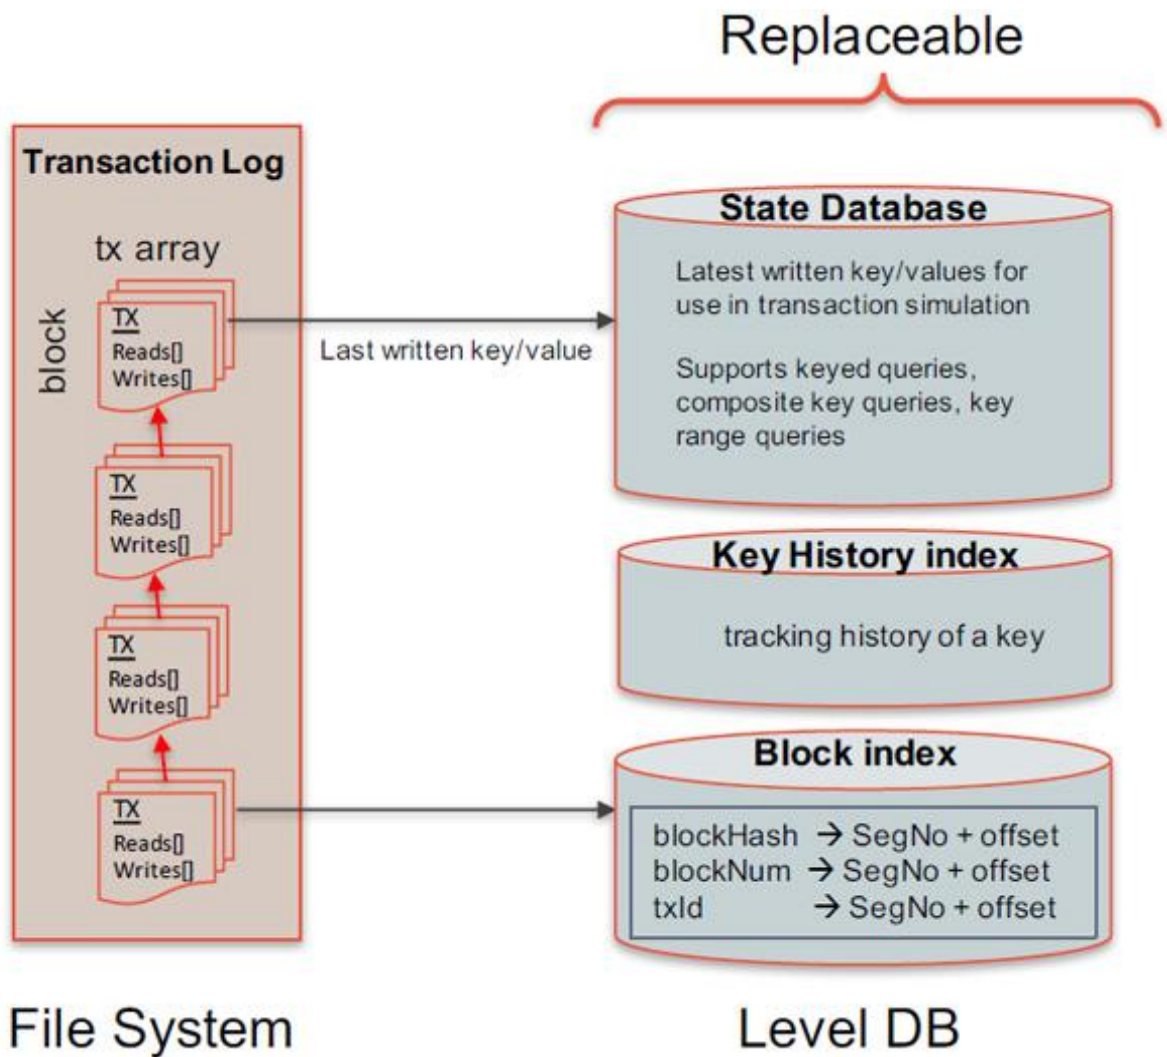 Replaceable
Transaction Log
tx array
block
TX
Reads[]
Writes[]
TX
Reads[]
Writes[]
TX
Reads[]
Writes[]
TX
Reads[]
Writes[]
Last written key/value
State Database
Latest written key/values for
use in transaction simulation
Supports keyed queries,
composite key queries, key
range queries
Key History index
tracking history of a key
Block index
blockHash → SegNo + offset
blockNum → SegNo + offset
txId → SegNo + offset
File System
Level DB